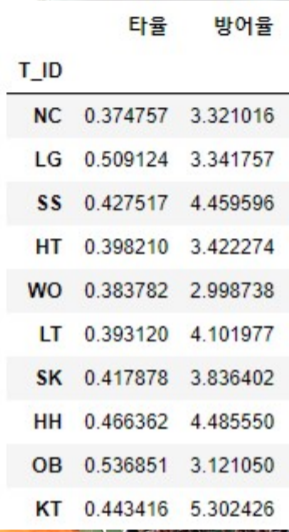 타율 방어율
T_ID
NC 0.374757 3.321016
LG 0.509124 3.341757
SS 0.427517 4.459596
HT 0.398210 3.422274
WO 0.383782 2.998738
LT 0.393120 4.101977
SK 0.417878 3.836402
HH 0.466362 4.485550
OB 0.536851 3.121050
KT 0.443416 5.302426